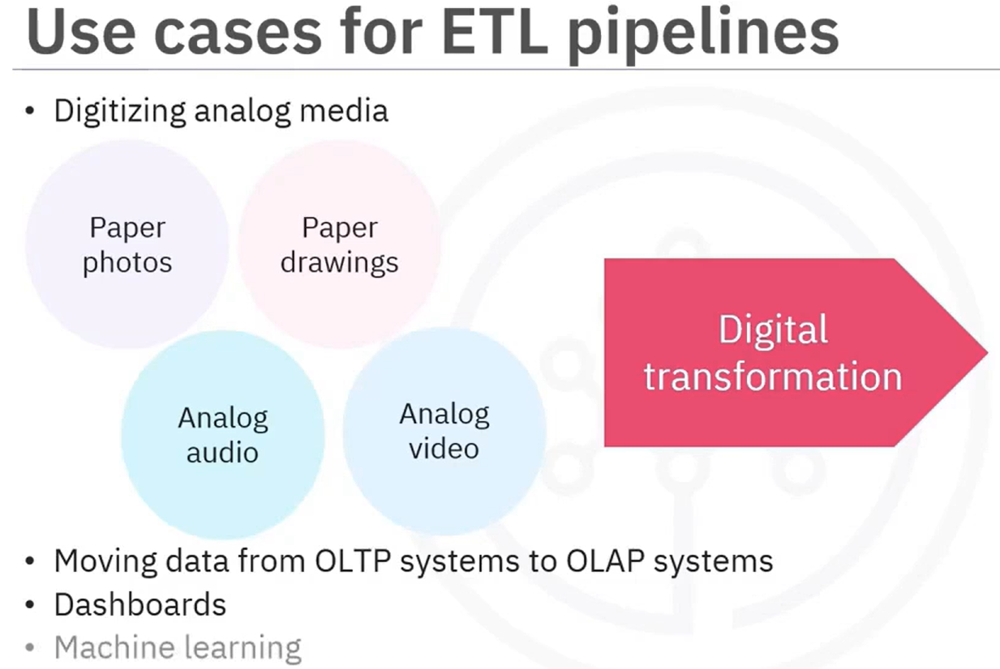 Use cases for ETL pipelines
• Digitizing analog media
Paper
photos
Paper
drawings
Analog
audio
Analog
video
Digital
transformation
• Moving data from OLTP systems to OLAP systems
• Dashboards
• Machine learning